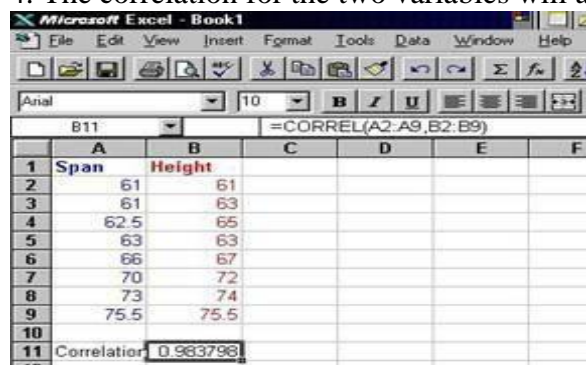 4. The correlation for the two variables will a
Microsoft Excel - Book1
File Edit View Insert Format Tools Data Window Help
Arial 10 B I U
B11 =CORREL(A2:A9,B2:B9)
A B C D E F
1 Span Height
2 61 61
3 61 63
4 62.5 65
5 63 63
6 66 67
7 70 72
8 73 74
9 75.5 75.5
10
11 Correlation 0.983798